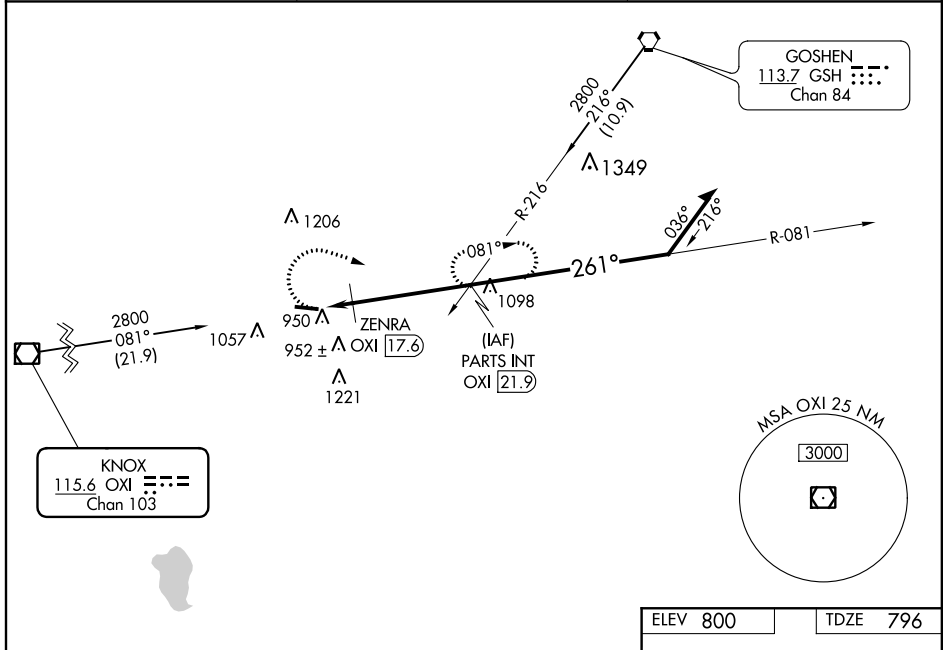 GOSHEN
113.7 GSH
Chan 84
2800
216°
(10.9)
1349
R-216
1206
081°
261°
036°
216°
R-081
1098
2800
081°
(21.9)
1057
950
ZENRA
952 ± OXI 17.6
1221
(IAF)
PARTS INT
OXI 21.9
KNOX
115.6 OXI
Chan 103
MSA OXI 25 NM
3000
ELEV 800
TDZE 796